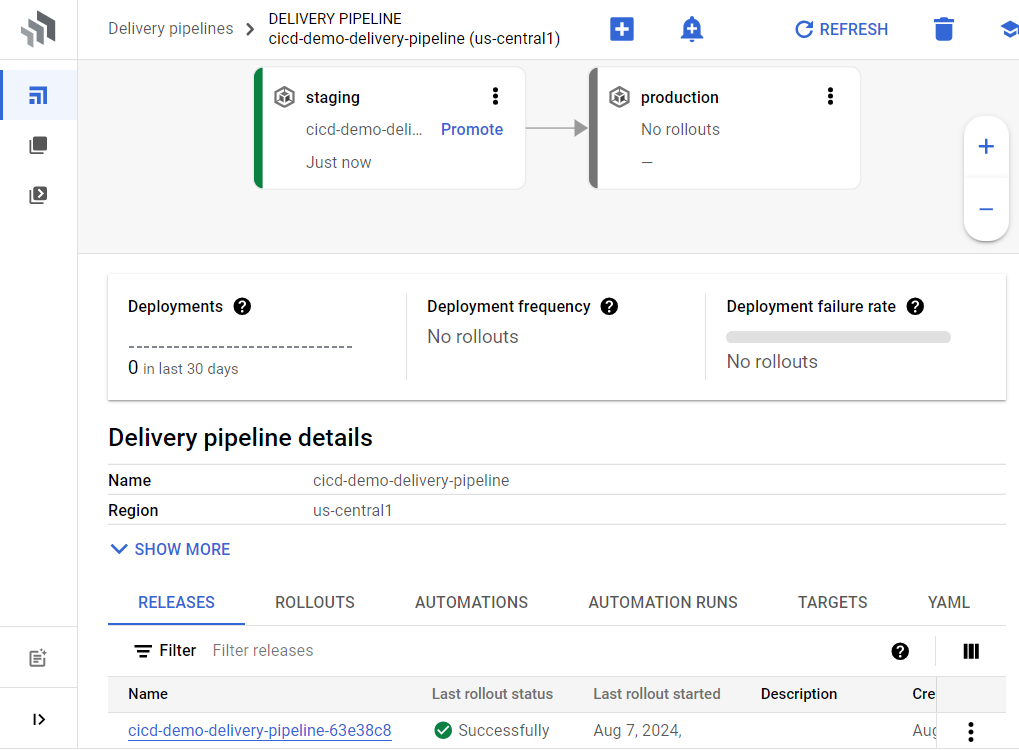 Delivery pipelines
DELIVERY PIPELINE
cicd-demo-delivery-pipeline (us-central1)
REFRESH
staging
cicd-demo-deli... Promote
Just now
production
No rollouts
—
Deployments
0 in last 30 days
Deployment frequency
No rollouts
Deployment failure rate
No rollouts
Delivery pipeline details
Name cicd-demo-delivery-pipeline
Region us-central1
SHOW MORE
RELEASES ROLLOUTS AUTOMATIONS AUTOMATION RUNS TARGETS YAML
Filter Filter releases
Name Last rollout status Last rollout started Description Cre
cicd-demo-delivery-pipeline-63e38c8 Successfully Aug 7, 2024, Aug